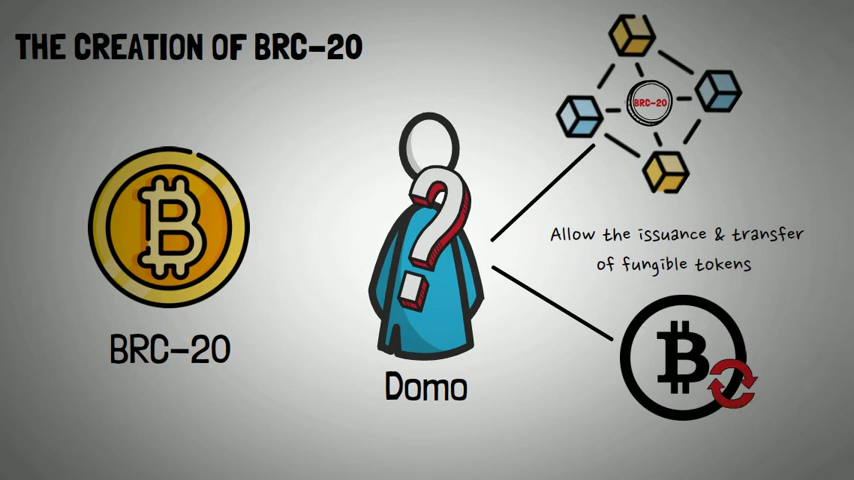 THE CREATION OF BRC-20
BRC-20
BRC-20
Domo
Allow the issuance & transfer
of fungible tokens